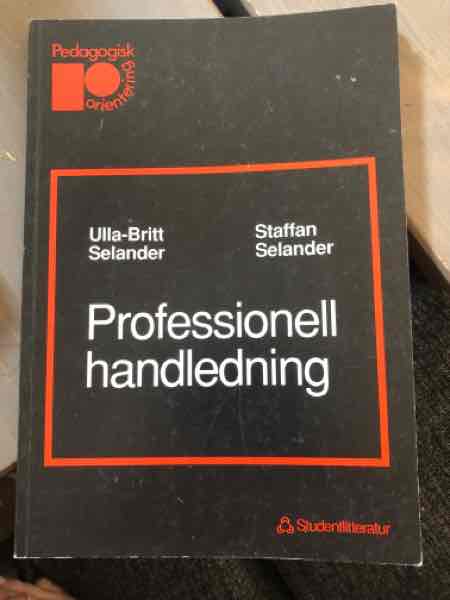 Pedagogisk
orientering
Ulla-Britt
Selander
Staffan
Selander
Professionell
handledning
Studentlitteratur